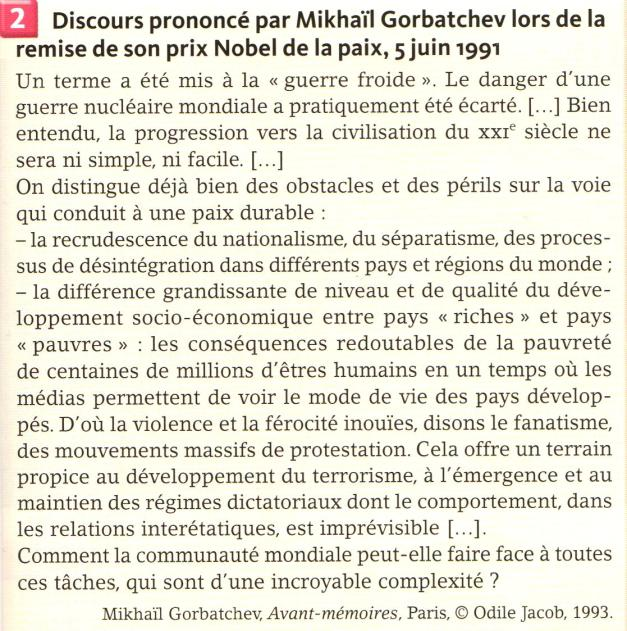 2 Discours prononcé par Mikhaïl Gorbatchev lors de la
remise de son prix Nobel de la paix, 5 juin 1991
Un terme a été mis à la « guerre froide ». Le danger d'une
guerre nucléaire mondiale a pratiquement été écarté. […] Bien
entendu, la progression vers la civilisation du XXIe siècle ne
sera ni simple, ni facile. […]
On distingue déjà bien des obstacles et des périls sur la voie
qui conduit à une paix durable :
– la recrudescence du nationalisme, du séparatisme, des proces-
sus de désintégration dans différents pays et régions du monde ;
– la différence grandissante de niveau et de qualité du déve-
loppement socio-économique entre pays « riches » et pays
« pauvres » : les conséquences redoutables de la pauvreté
de centaines de millions d'êtres humains en un temps où les
médias permettent de voir le mode de vie des pays dévelop-
pés. D'où la violence et la férocité inouïes, disons le fanatisme,
des mouvements massifs de protestation. Cela offre un terrain
propice au développement du terrorisme, à l'émergence et au
maintien des régimes dictatoriaux dont le comportement, dans
les relations interétatiques, est imprévisible […].
Comment la communauté mondiale peut-elle faire face à toutes
ces tâches, qui sont d'une incroyable complexité ?
Mikhaïl Gorbatchev, Avant-mémoires, Paris, © Odile Jacob, 1993.